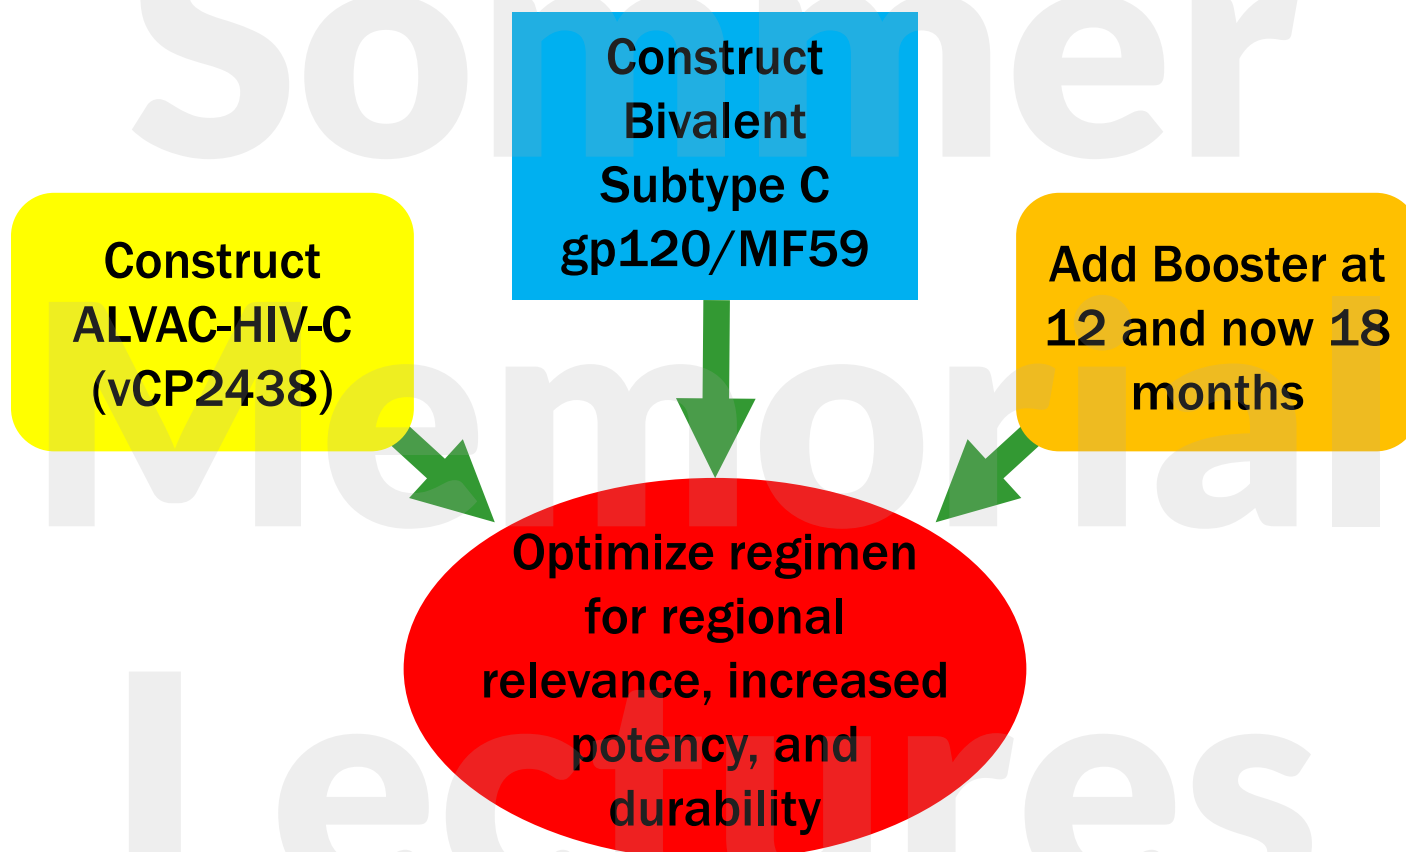 Sommer
Memorial
Lectures
Construct
Bivalent
Subtype C
gp120/MF59
Construct
ALVAC-HIV-C
(vCP2438)
Add Booster at
12 and now 18
months
Optimize regimen
for regional
relevance, increased
potency, and
durability